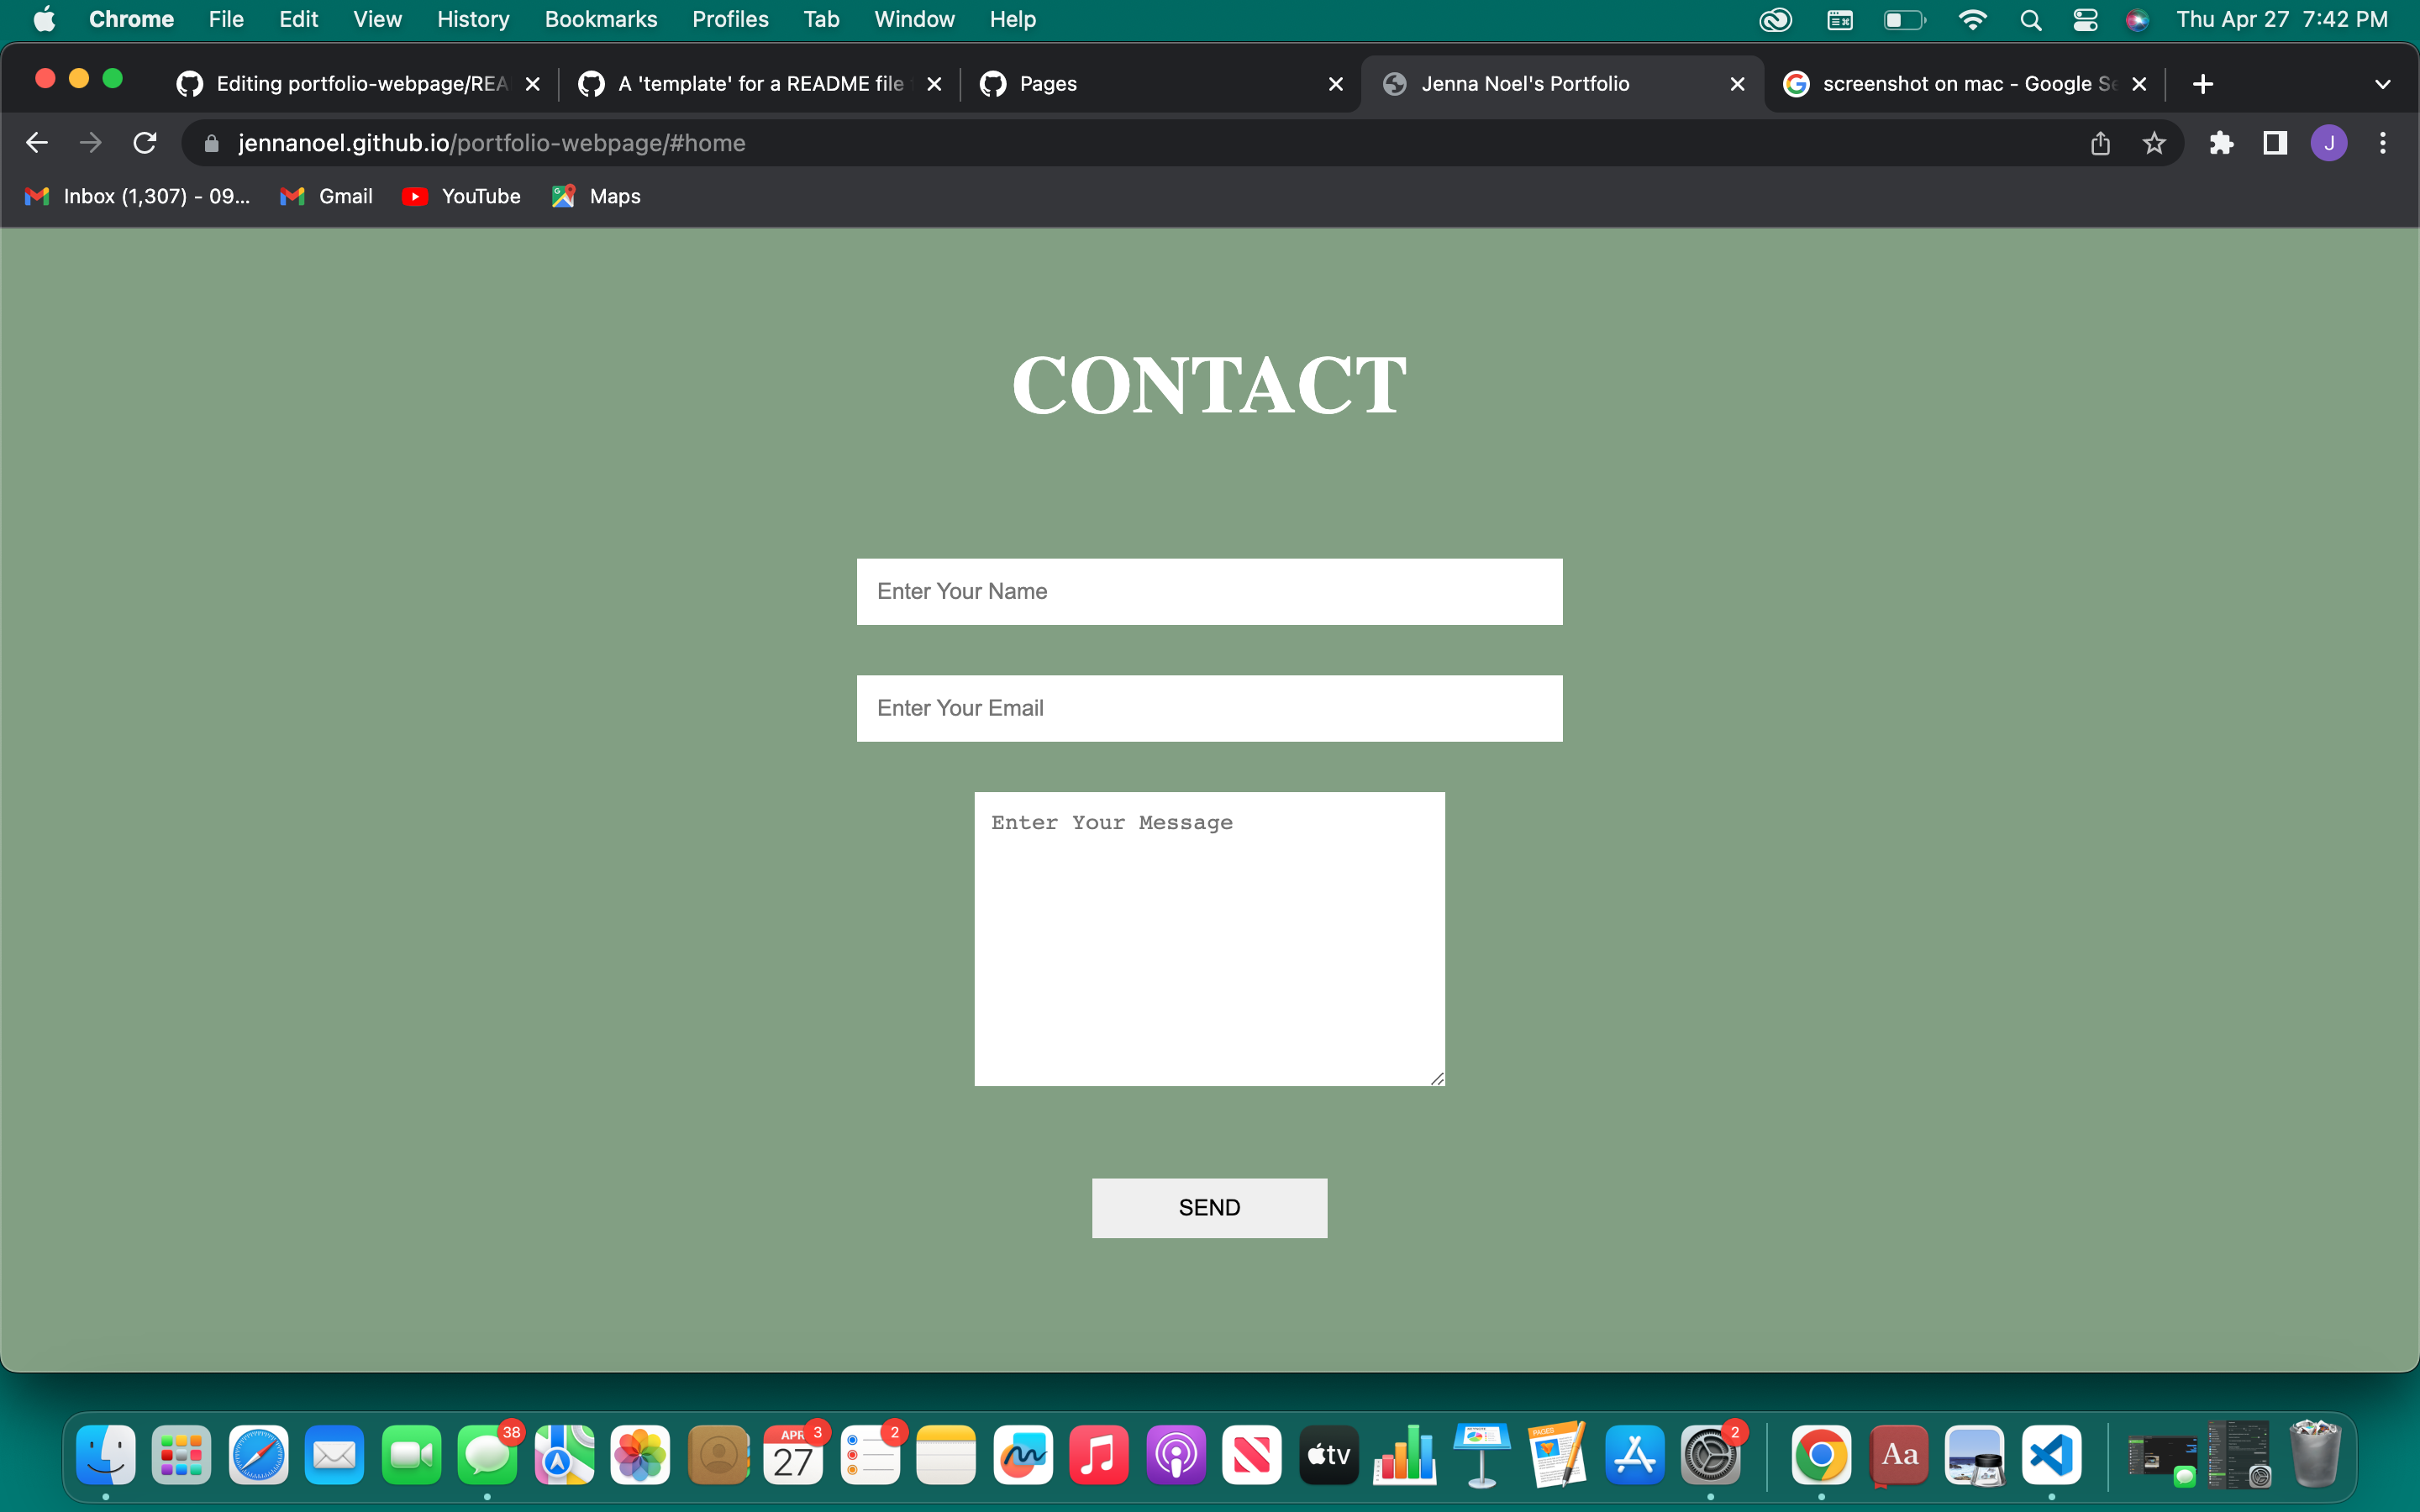 Chrome File Edit View History Bookmarks Profiles Tab Window Help Thu Apr 27 7:42 PM
Editing portfolio-webpage/REA A 'template' for a README file Pages Jenna Noel's Portfolio screenshot on mac - Google Se
jennanoel.github.io/portfolio-webpage/#home J
Inbox (1,307) - 09... Gmail YouTube Maps
CONTACT
Enter Your Name
Enter Your Email
Enter Your Message
SEND
38 APR 3 2 2
27 tv Aa
PAGES